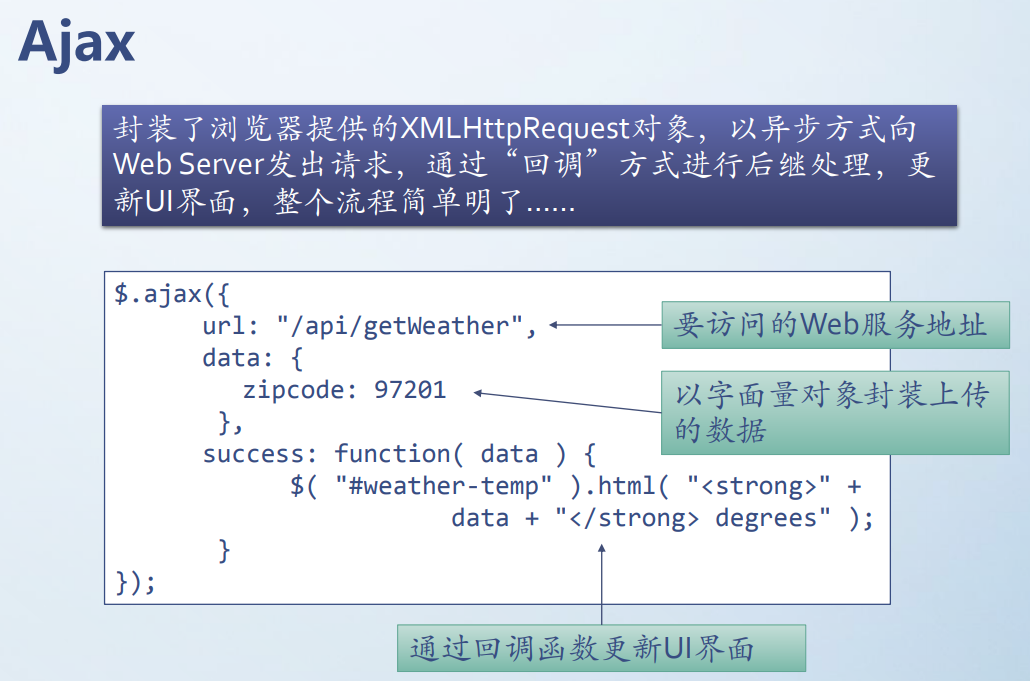 Ajax
封装了浏览器提供的XMLHttpRequest对象，以异步方式向
Web Server发出请求，通过“回调”方式进行后继处理，更
新UI界面，整个流程简单明了......
$.ajax({
url: "/api/getWeather",
要访问的Web服务地址
data: {
zipcode: 97201
以字面量对象封装上传
的数据
},
success: function( data ) {
$( "#weather-temp" ).html( "<strong>" +
data + "</strong> degrees" );
}
});
通过回调函数更新UI界面